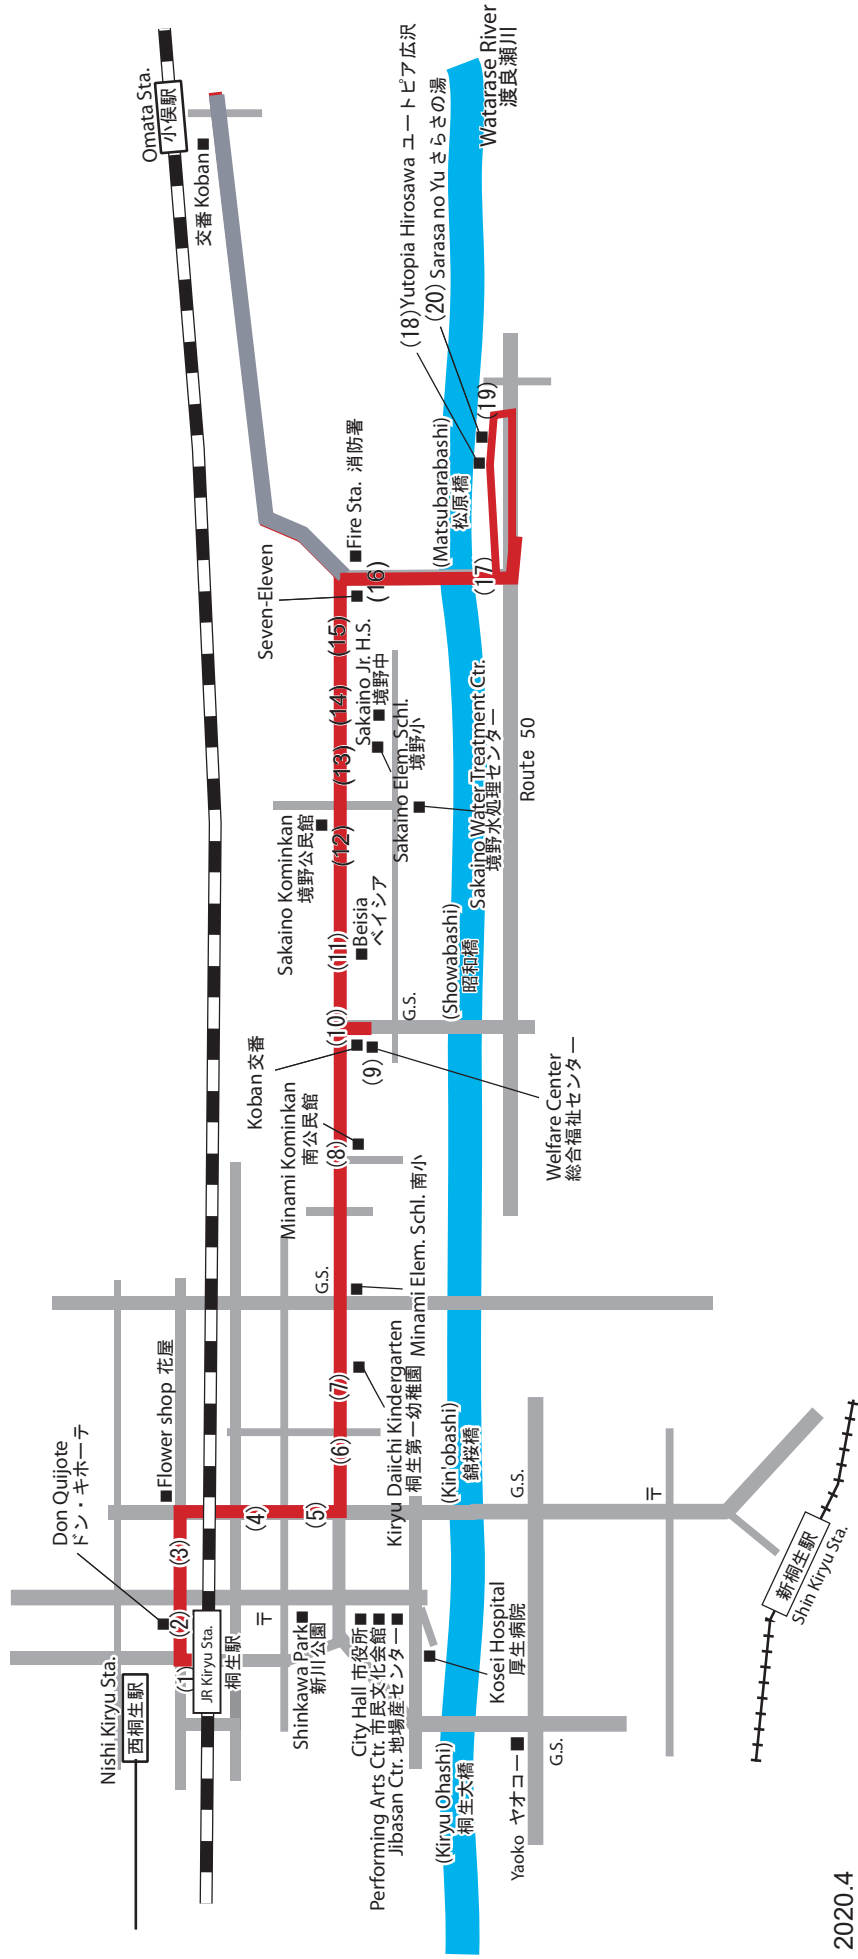 Omata Sta.
小俣駅
交番 Koban
Watarase River
渡良瀬川
(18)Yutopia Hirosawa ユートピア広沢
(20) Sarasa no Yu さらさの湯
(19)
(Matsubarabashi)
松原橋
(17)
Fire Sta. 消防署
(16)
Seven-Eleven
(15)
(14)
(13)
Sakaino Jr. H.S.
境野中
Sakaino Elem. Schl.
境野小
Sakaino Water Treatment Ctr.
境野水処理センター
Route 50
Sakaino Kominkan
境野公民館
(12)
(11)
Beisia
ベイシア
(Showabashi)
昭和橋
G.S.
(10)
Koban 交番
(9)
Welfare Center
総合福祉センター
Minami Kominkan
南公民館
(8)
G.S.
Minami Elem. Schl. 南小
(7)
Kiryu Daiichi Kindergarten
桐生第一幼稚園
(6)
(Kin'obashi)
錦桜橋
G.S.
〒
Flower shop 花屋
Don Quijote
ドン・キホーテ
(5)
(4)
(3)
(2)
(1)
Nishi Kiryu Sta.
西桐生駅
JR Kiryu Sta.
桐生駅
〒
Shinkawa Park
新川公園
City Hall 市役所
Performing Arts Ctr. 市民文化会館
Jibasan Ctr. 地場産センター
Kosei Hospital
厚生病院
(Kiryu Ohashi)
桐生大橋
Yaoko ヤオコー
G.S.
新桐生駅
Shin Kiryu Sta.
2020.4